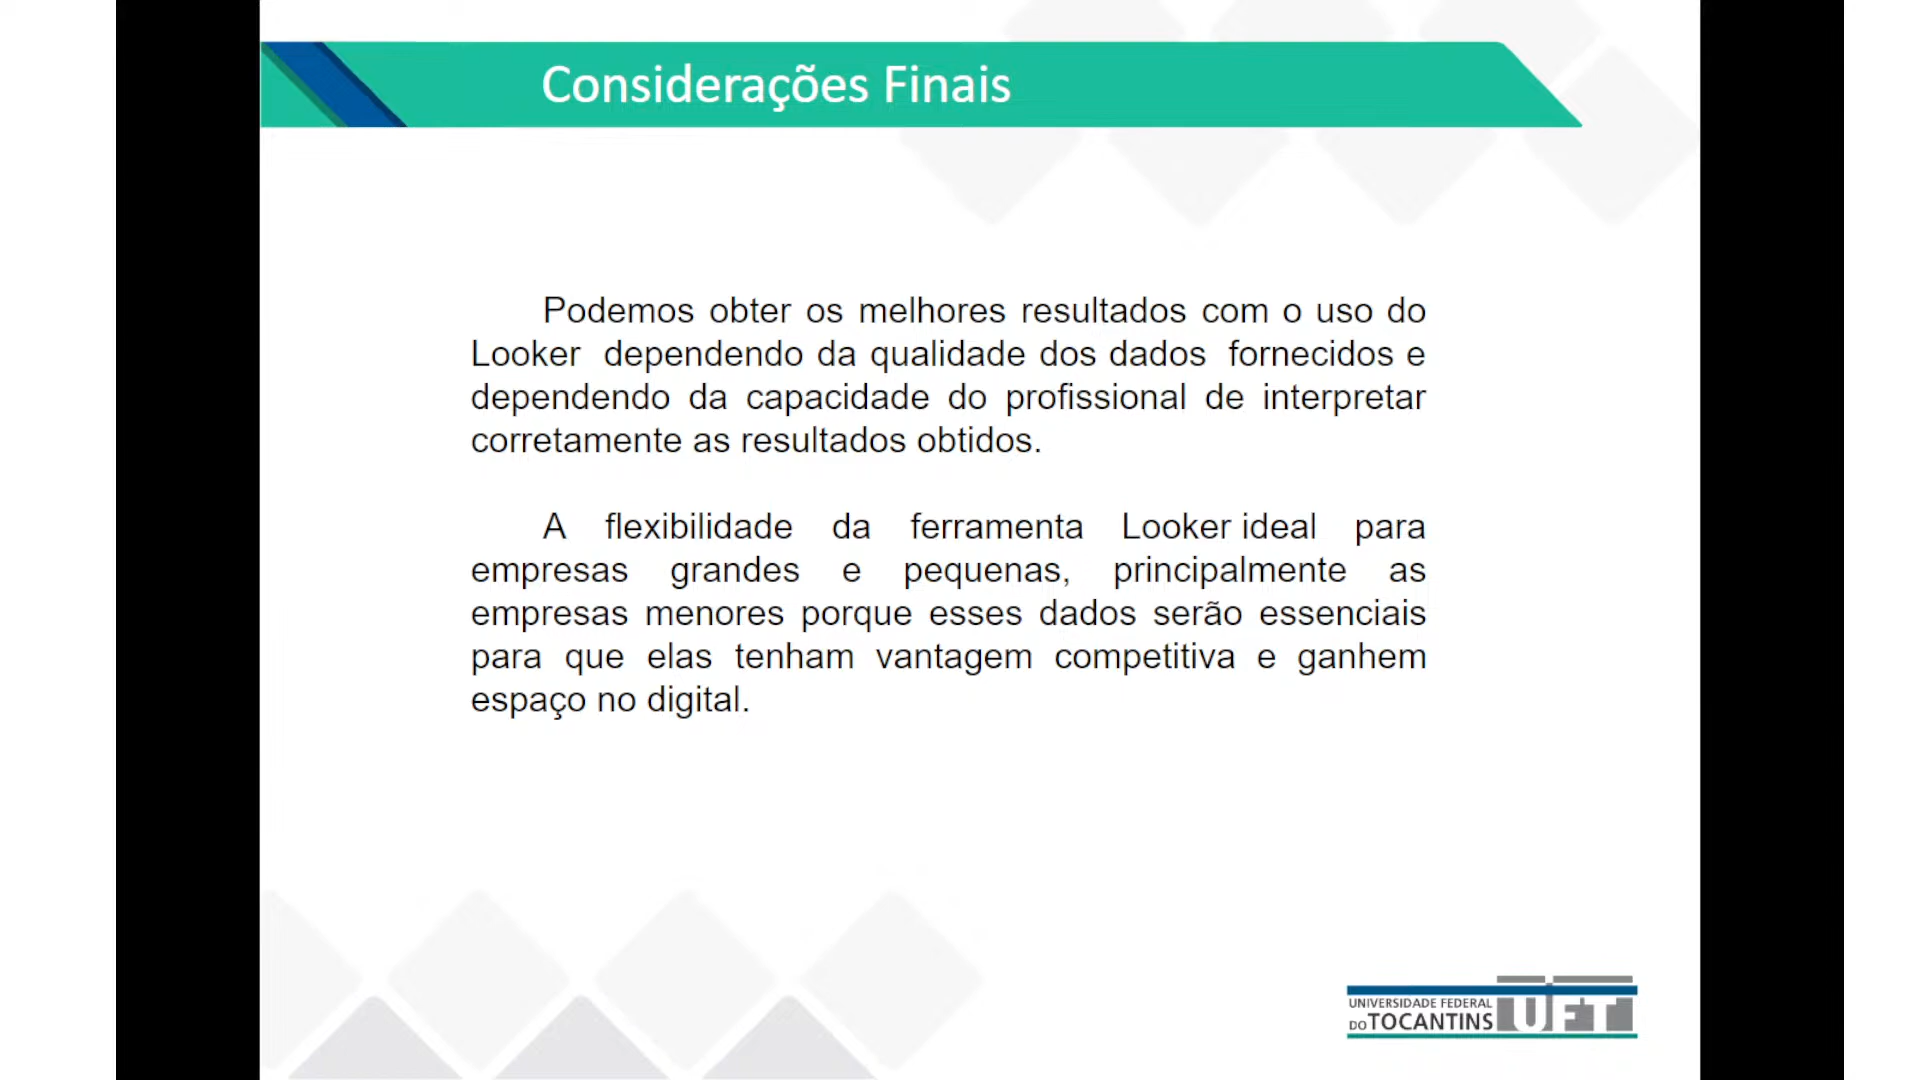 Considerações Finais
Podemos obter os melhores resultados com o uso do
Looker dependendo da qualidade dos dados fornecidos e
dependendo da capacidade do profissional de interpretar
corretamente as resultados obtidos.
A flexibilidade da ferramenta Looker ideal para
empresas grandes e pequenas, principalmente as
empresas menores porque esses dados serão essenciais
para que elas tenham vantagem competitiva e ganhem
espaço no digital.
UNIVERSIDADE FEDERAL
DO TOCANTINS
UFT